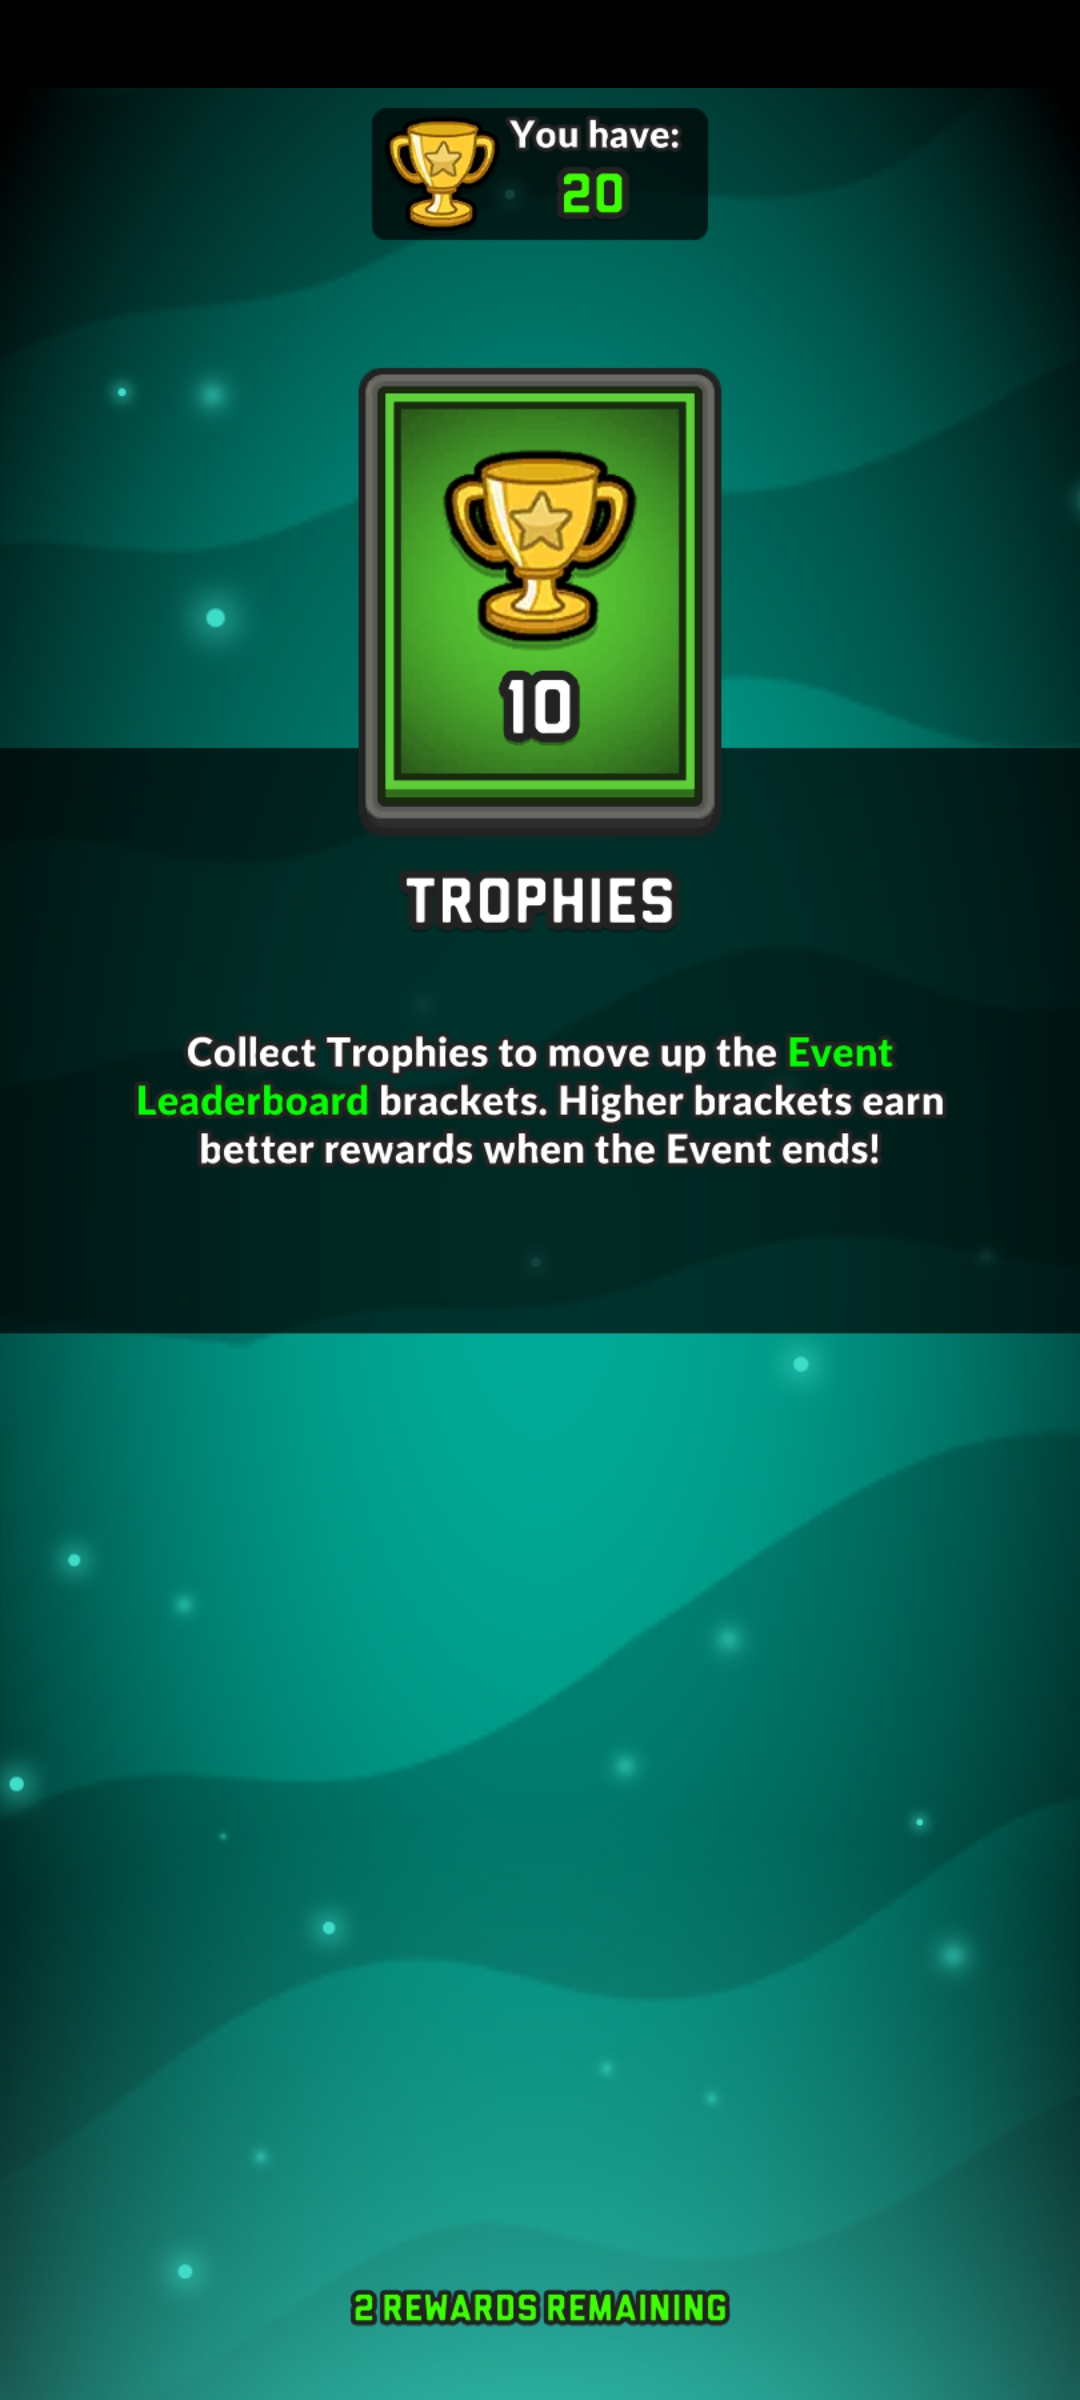 You have:
20
10
TROPHIES
Collect Trophies to move up the Event
Leaderboard brackets. Higher brackets earn
better rewards when the Event ends!
2 REWARDS REMAINING